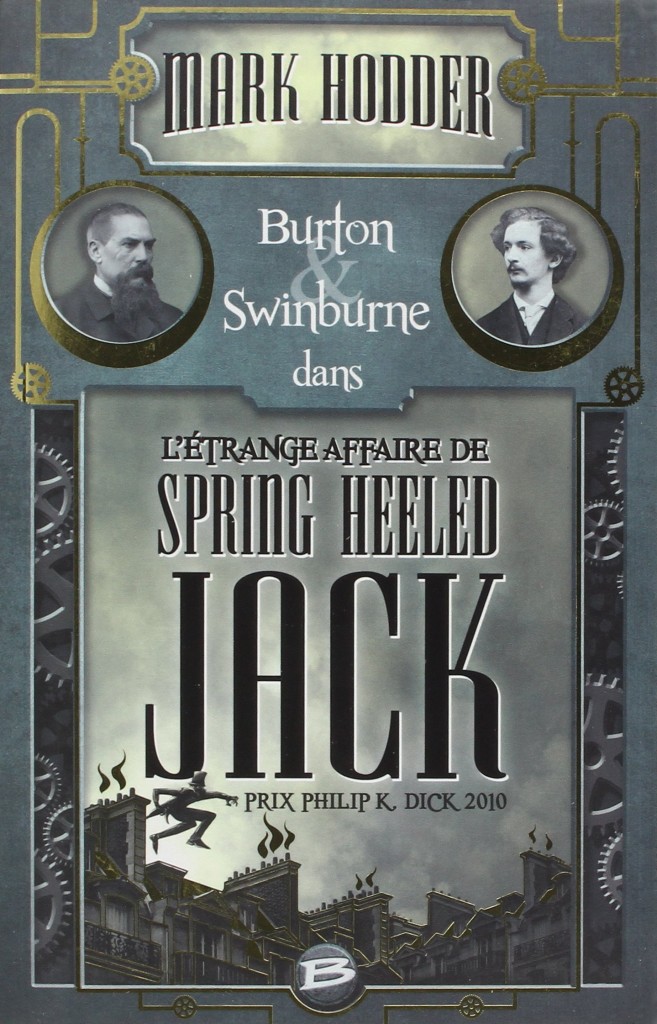 MARK HODDER
Burton
&
Swinburne
dans
L'ÉTRANGE AFFAIRE DE
SPRING HEELED
JACK
PRIX PHILIP K. DICK 2010
B